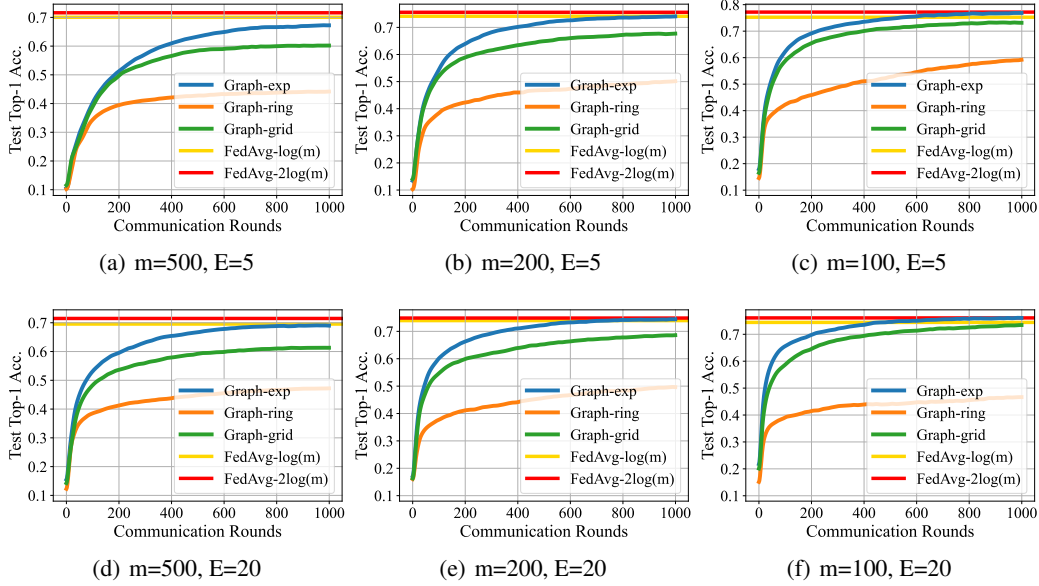 0.7
0.6
0.5
0.4
0.3
0.2
0.1
Test Top-1 Acc.
Graph-exp
Graph-ring
Graph-grid
FedAvg-log(m)
FedAvg-2log(m)
0 200 400 600 800 1000
Communication Rounds
(a) m=500, E=5
0.7
0.6
0.5
0.4
0.3
0.2
0.1
Test Top-1 Acc.
Graph-exp
Graph-ring
Graph-grid
FedAvg-log(m)
FedAvg-2log(m)
0 200 400 600 800 1000
Communication Rounds
(b) m=200, E=5
0.8
0.7
0.6
0.5
0.4
0.3
0.2
0.1
Test Top-1 Acc.
Graph-exp
Graph-ring
Graph-grid
FedAvg-log(m)
FedAvg-2log(m)
0 200 400 600 800 1000
Communication Rounds
(c) m=100, E=5
0.7
0.6
0.5
0.4
0.3
0.2
0.1
Test Top-1 Acc.
Graph-exp
Graph-ring
Graph-grid
FedAvg-log(m)
FedAvg-2log(m)
0 200 400 600 800 1000
Communication Rounds
(d) m=500, E=20
0.7
0.6
0.5
0.4
0.3
0.2
0.1
Test Top-1 Acc.
Graph-exp
Graph-ring
Graph-grid
FedAvg-log(m)
FedAvg-2log(m)
0 200 400 600 800 1000
Communication Rounds
(e) m=200, E=20
0.7
0.6
0.5
0.4
0.3
0.2
0.1
Test Top-1 Acc.
Graph-exp
Graph-ring
Graph-grid
FedAvg-log(m)
FedAvg-2log(m)
0 200 400 600 800 1000
Communication Rounds
(f) m=100, E=20